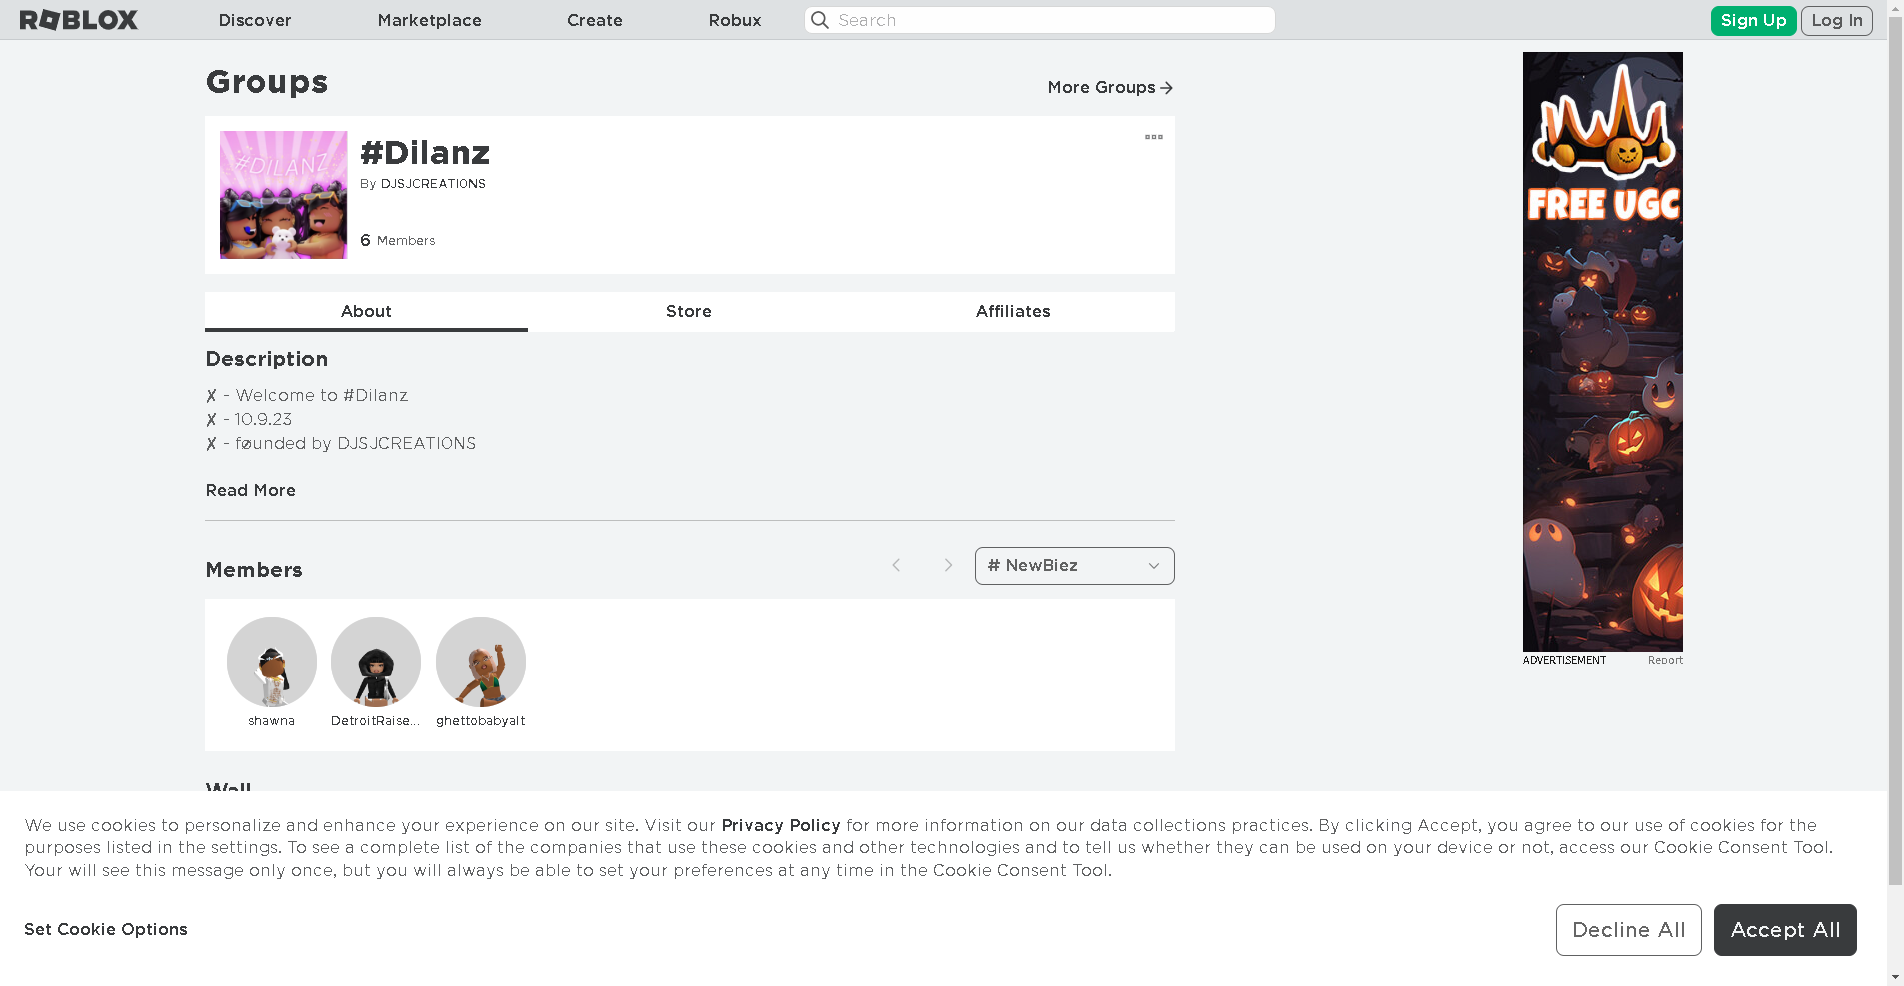 ROBLOX
Discover
Marketplace
Create
Robux
Search
Sign Up
Log In
Groups
More Groups
#DILANZ
#Dilanz
By DJSJCREATIONS
6 Members
About
Store
Affiliates
Description
✗ - Welcome to #Dilanz
✗ - 10.9.23
✗ - føunded by DJSJCREATIONS
Read More
Members
# NewBiez
shawna
DetroitRaise...
ghettobabyalt
Wall
FREE UGC
ADVERTISEMENT
Report
We use cookies to personalize and enhance your experience on our site. Visit our Privacy Policy for more information on our data collections practices. By clicking Accept, you agree to our use of cookies for the
purposes listed in the settings. To see a complete list of the companies that use these cookies and other technologies and to tell us whether they can be used on your device or not, access our Cookie Consent Tool.
Your will see this message only once, but you will always be able to set your preferences at any time in the Cookie Consent Tool.
Set Cookie Options
Decline All
Accept All